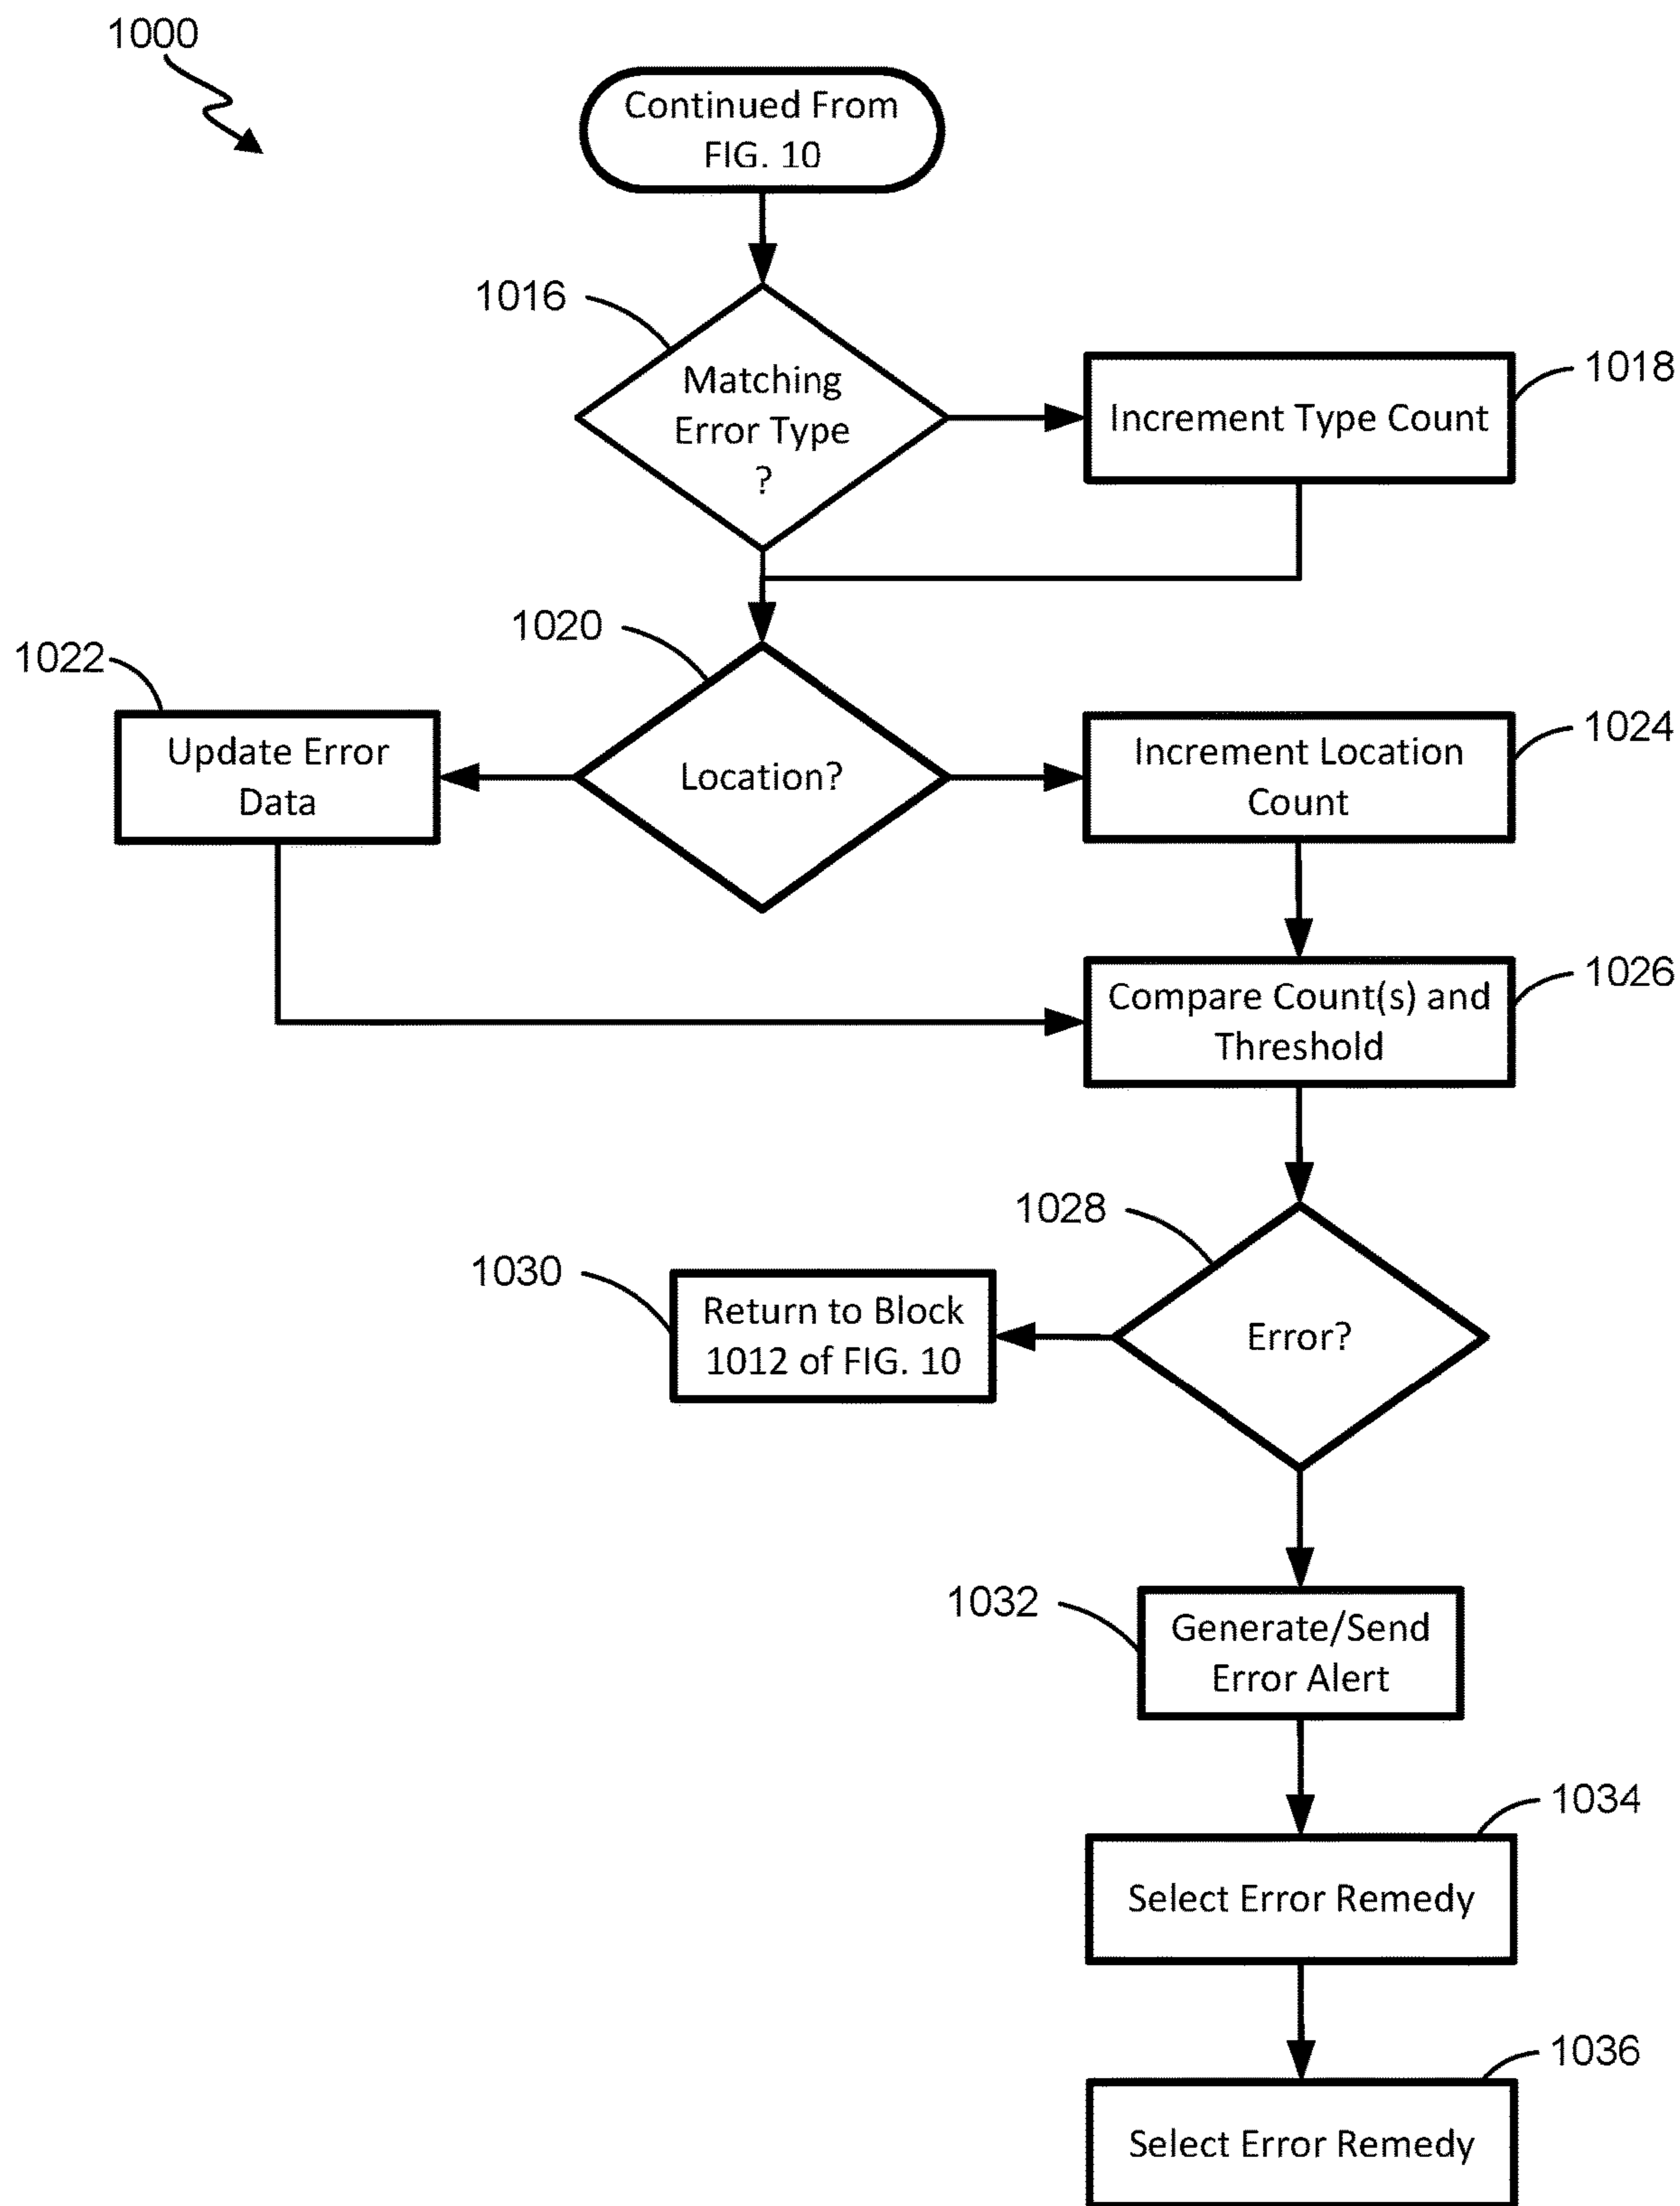 1000
Continued From
FIG. 10
1016
Matching
Error Type
?
1018
Increment Type Count
1020
1022
Update Error
Data
Location?
1024
Increment Location
Count
1026
Compare Count(s) and
Threshold
1028
1030
Return to Block
1012 of FIG. 10
Error?
1032
Generate/Send
Error Alert
1034
Select Error Remedy
1036
Select Error Remedy